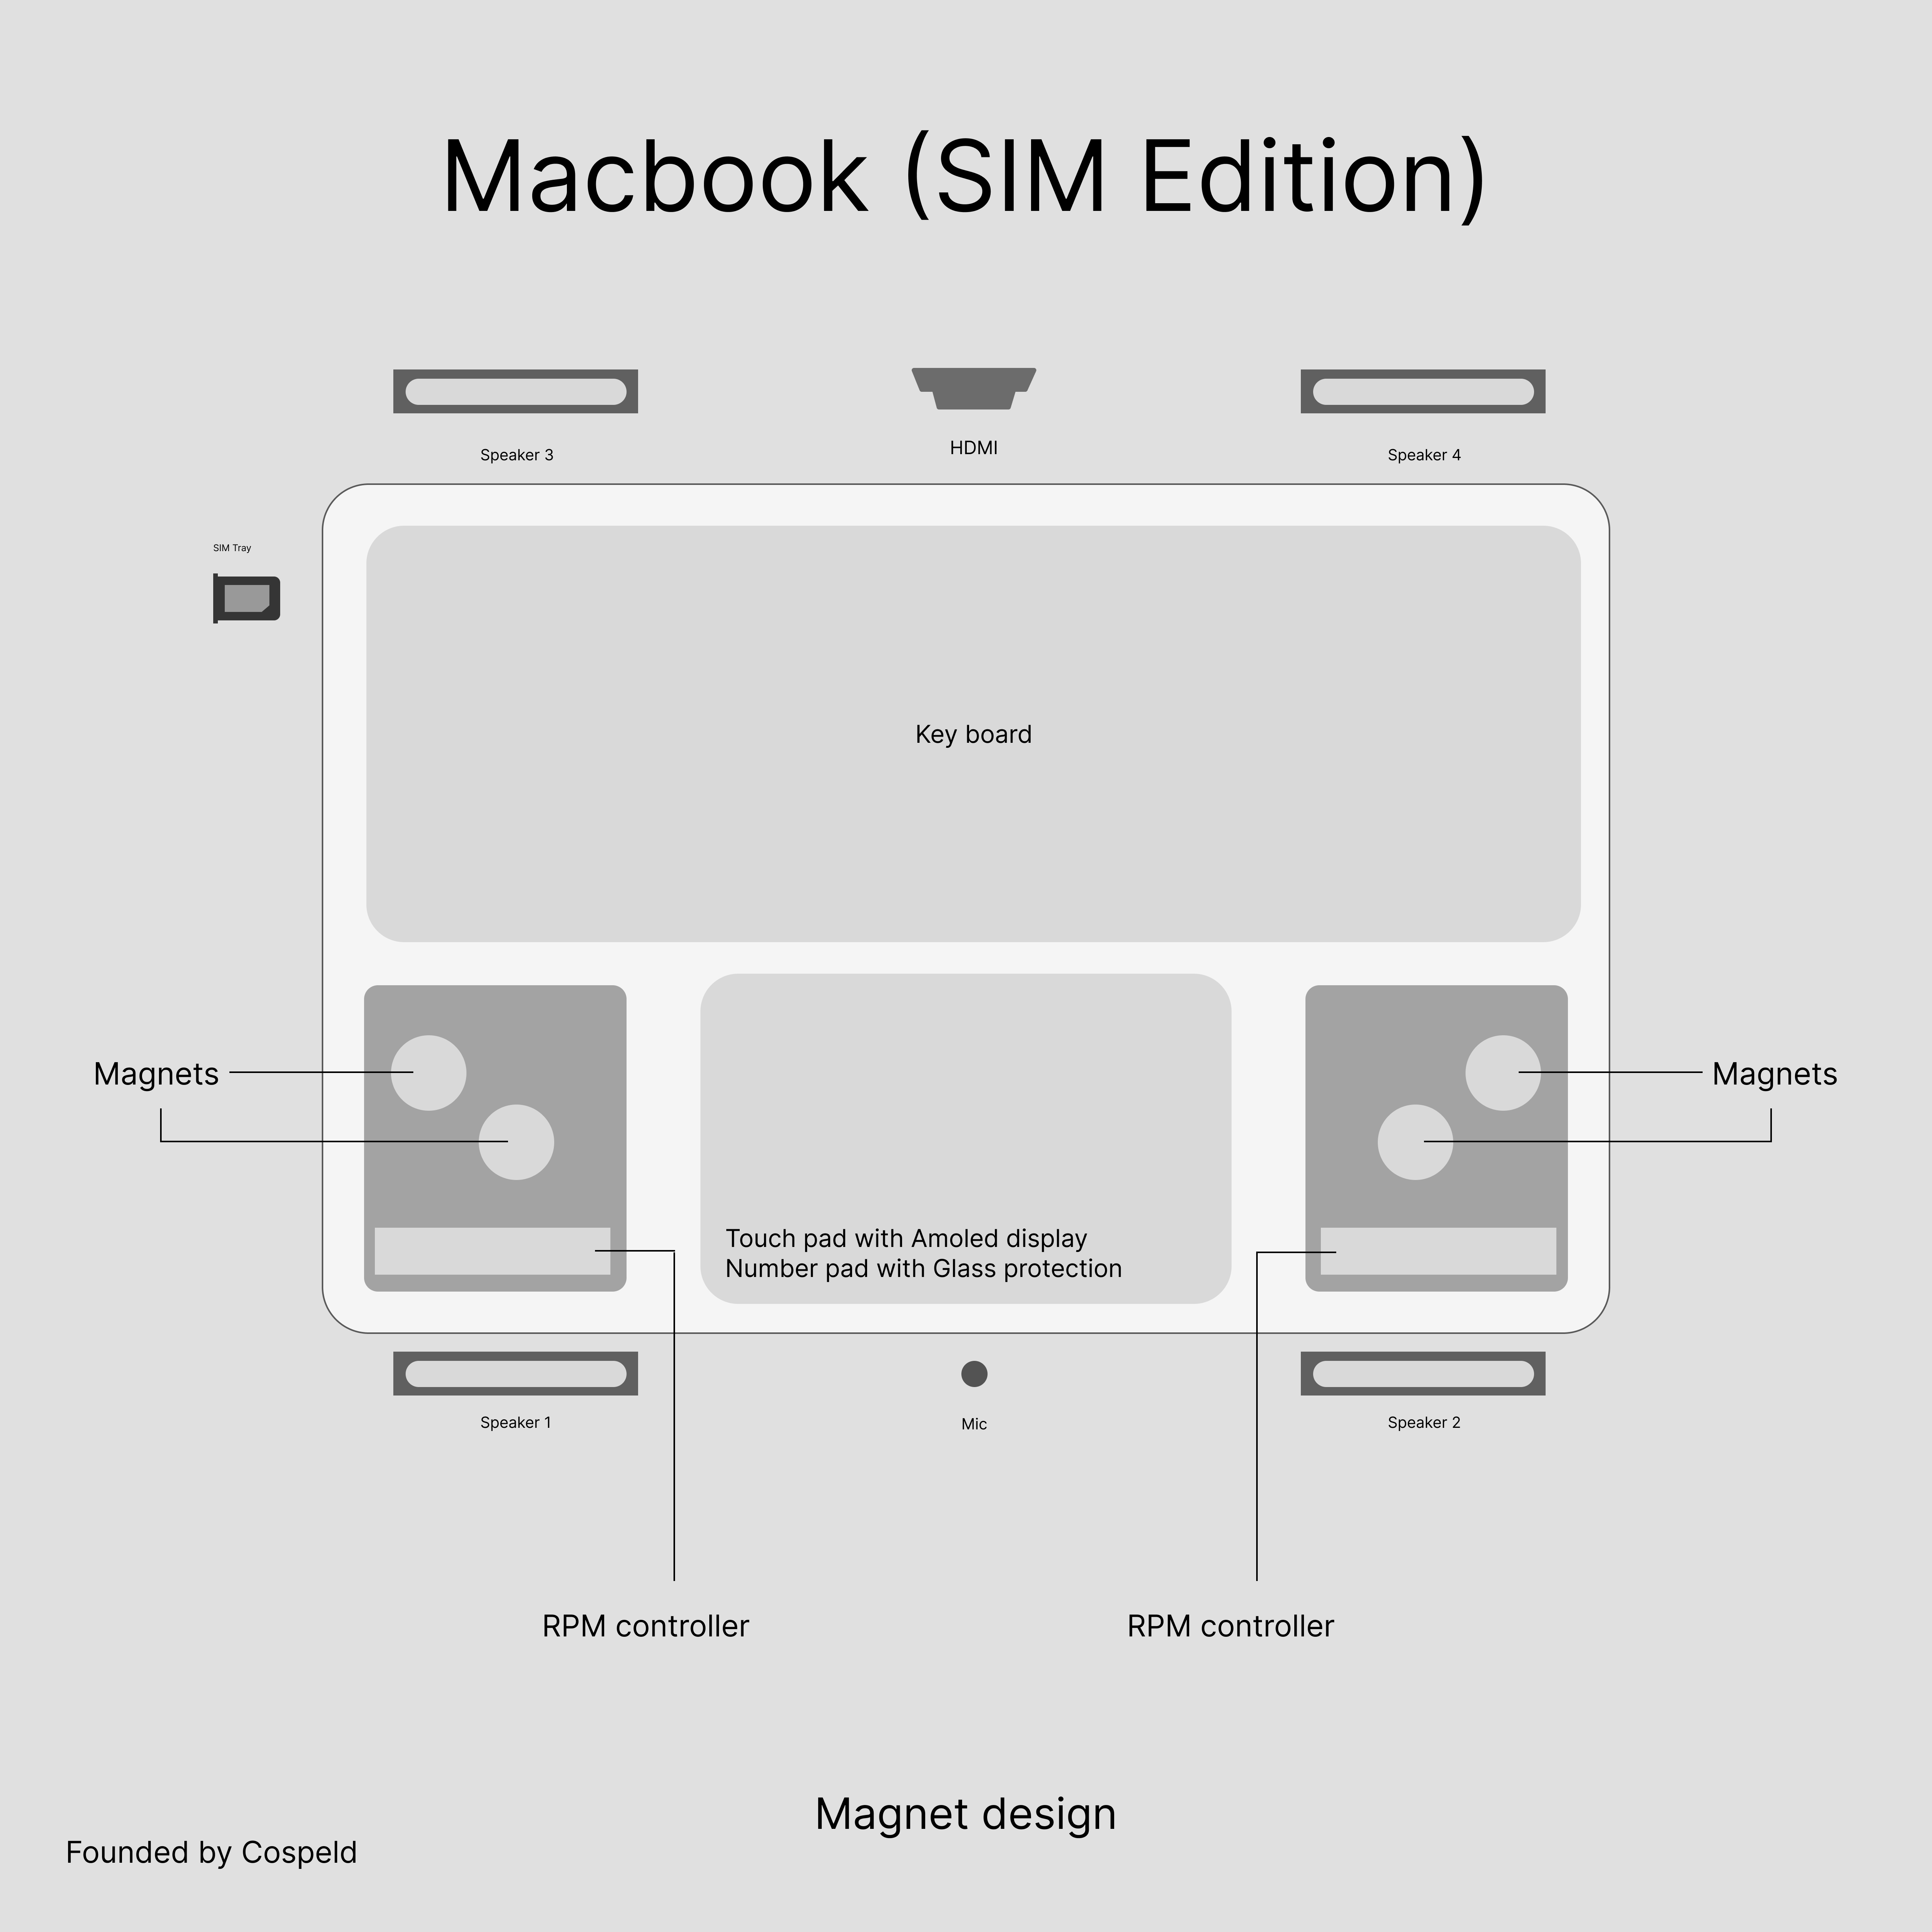 Macbook (SIM Edition)
Speaker 3
HDMI
Speaker 4
SIM Tray
Key board
Magnets
Magnets
Touch pad with Amoled display
Number pad with Glass protection
Speaker 1
Mic
Speaker 2
RPM controller
RPM controller
Magnet design
Founded by Cospeld